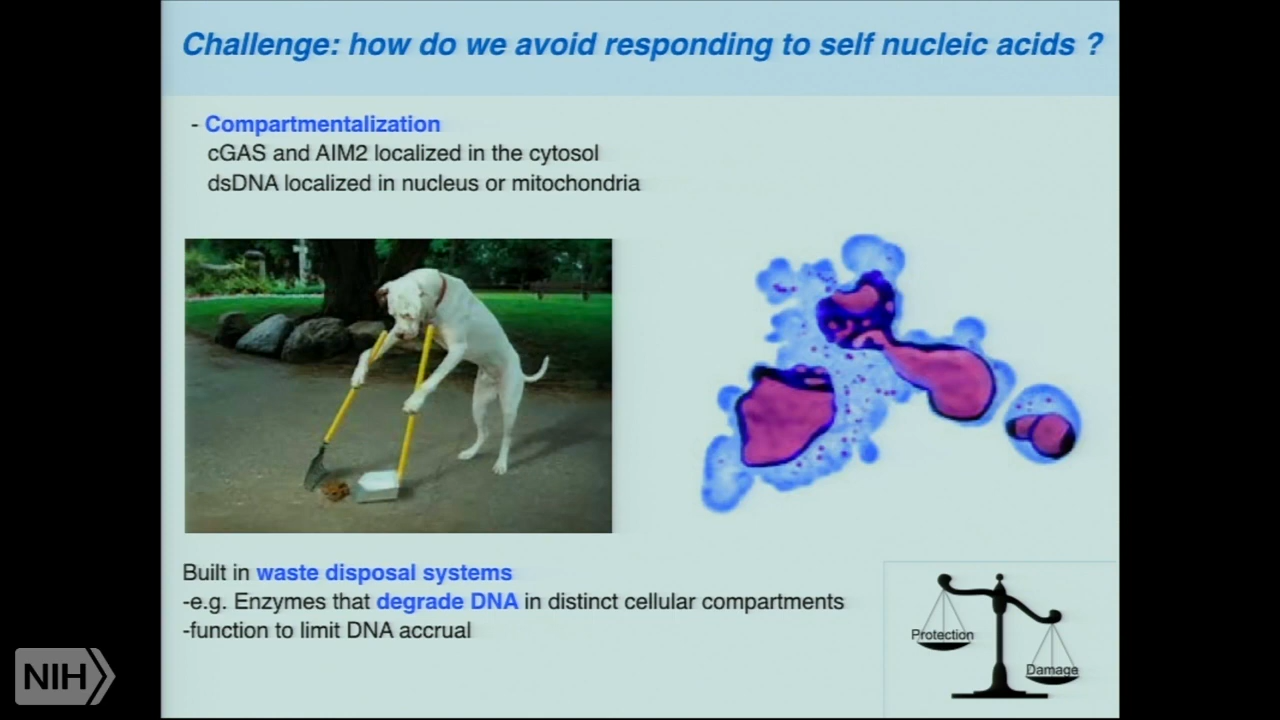 Challenge: how do we avoid responding to self nucleic acids ?
- Compartmentalization
cGAS and AIM2 localized in the cytosol
dsDNA localized in nucleus or mitochondria
Built in waste disposal systems
-e.g. Enzymes that degrade DNA in distinct cellular compartments
-function to limit DNA accrual
Protection
Damage
NIH